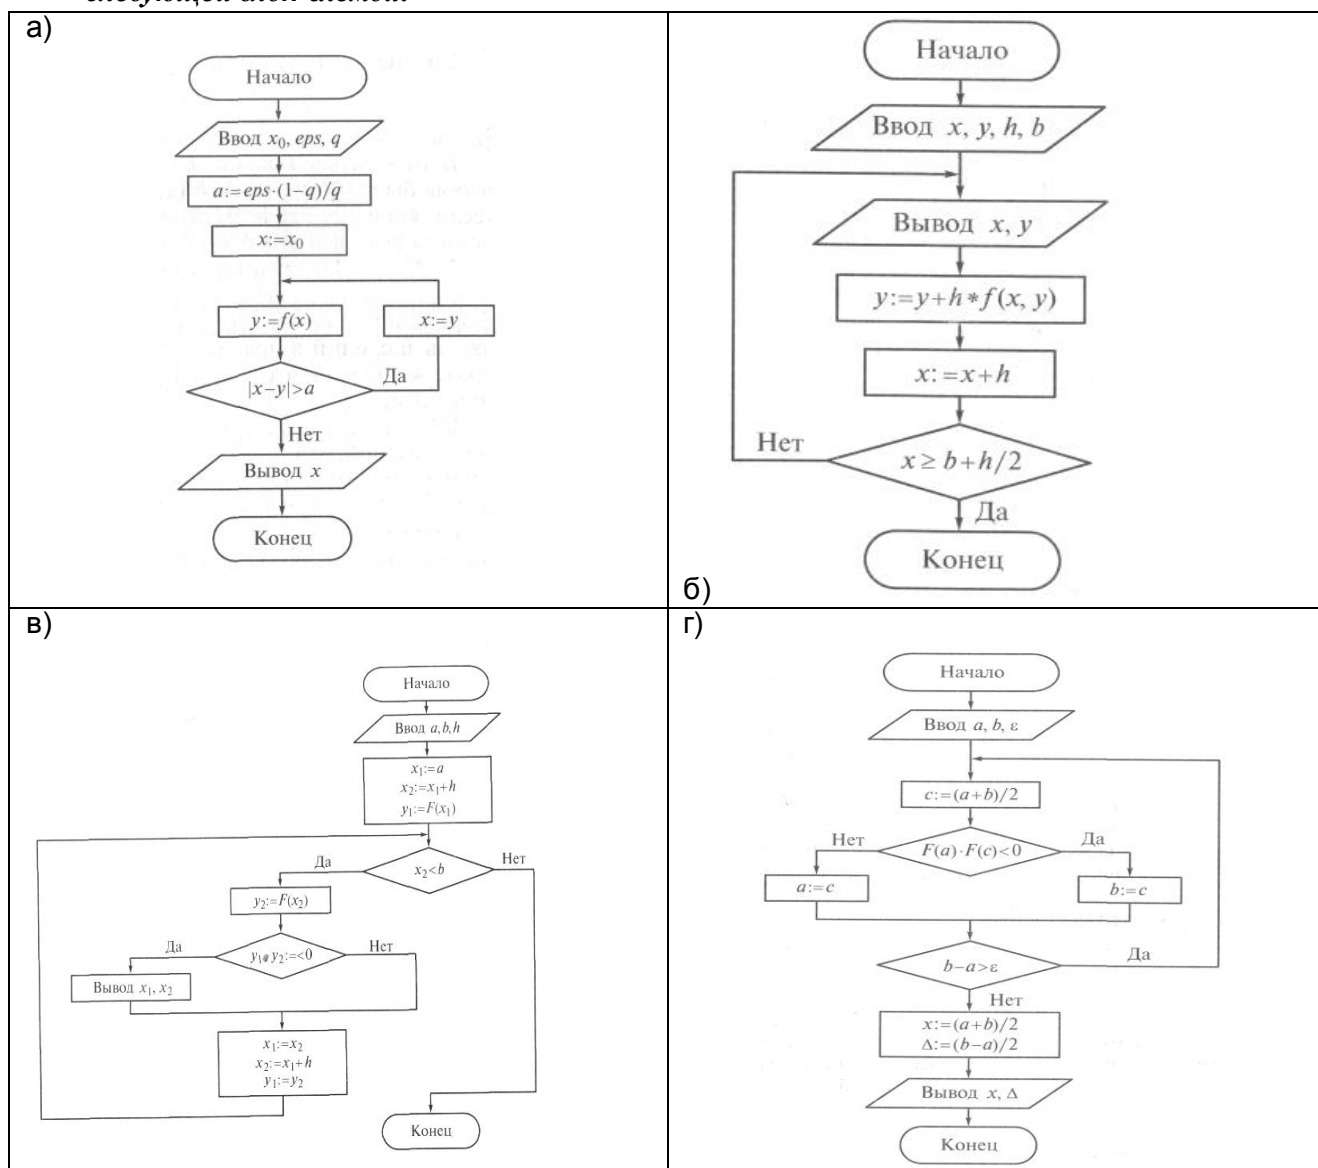 следующей блок-схемой
а)
Начало
Ввод x₀, eps, q
a:=eps·(1−q)/q
x:=x₀
y:=f(x)
x:=y
|x−y|>a
Да
Нет
Вывод x
Конец
Начало
Ввод x, y, h, b
Вывод x, y
y:=y+h*f(x, y)
x:=x+h
Нет
x ≥ b+h/2
Да
Конец
б)
в)
Начало
Ввод a, b, h
x₁:=a
x₂:=x₁+h
y₁:=F(x₁)
Да
x₂<b
Нет
y₂:=F(x₂)
Да
y₁*y₂:=<0
Нет
Вывод x₁, x₂
x₁:=x₂
x₂:=x₁+h
y₁:=y₂
Конец
г)
Начало
Ввод a, b, ε
c:=(a+b)/2
Нет
F(a)·F(c)<0
Да
a:=c
b:=c
b−a>ε
Да
Нет
x:=(a+b)/2
Δ:=(b−a)/2
Вывод x, Δ
Конец